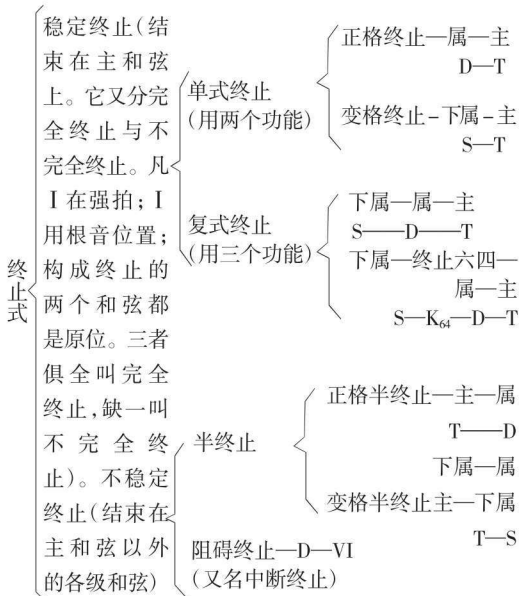 终止式
稳定终止(结
束在主和弦
上。它又分完
全终止与不
完全终止。凡
Ⅰ在强拍；Ⅰ
用根音位置；
构成终止的
两个和弦都
是原位。三者
俱全叫完全
终止,缺一叫
不完全终
止)。不稳定
终止(结束在
主和弦以外
的各级和弦)
单式终止
(用两个功能)
正格终止—属—主
D—T
变格终止-下属-主
S—T
复式终止
(用三个功能)
下属—属—主
S——D——T
下属—终止六四—
属—主
S—K64—D—T
半终止
正格半终止—主—属
T——D
下属—属
变格半终止主—下属
T—S
阻碍终止—D—VI
(又名中断终止)